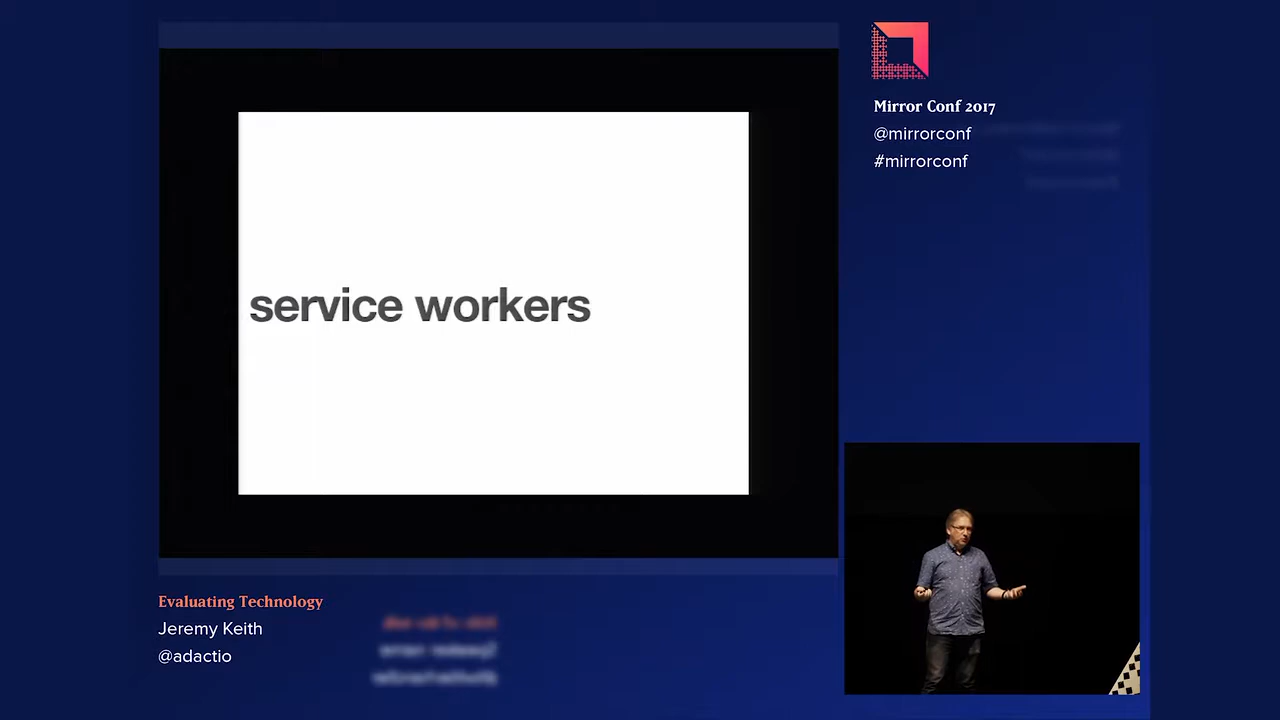 service workers
Mirror Conf 2017
@mirrorconf
#mirrorconf
Evaluating Technology
Jeremy Keith
@adactio